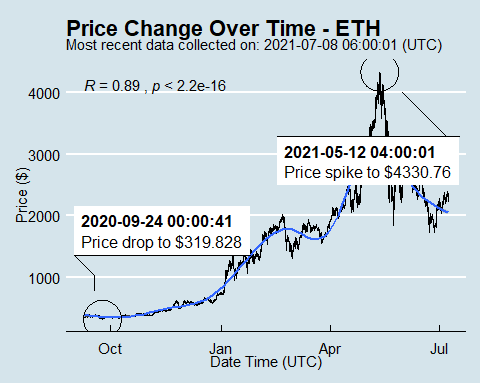 Price Change Over Time - ETH
Most recent data collected on: 2021-07-08 06:00:01 (UTC)
R = 0.89 , p < 2.2e-16
4000
3000
2000
1000
Price ($)
2021-05-12 04:00:01
Price spike to $4330.76
2020-09-24 00:00:41
Price drop to $319.828
Oct
Jan
Apr
Jul
Date Time (UTC)